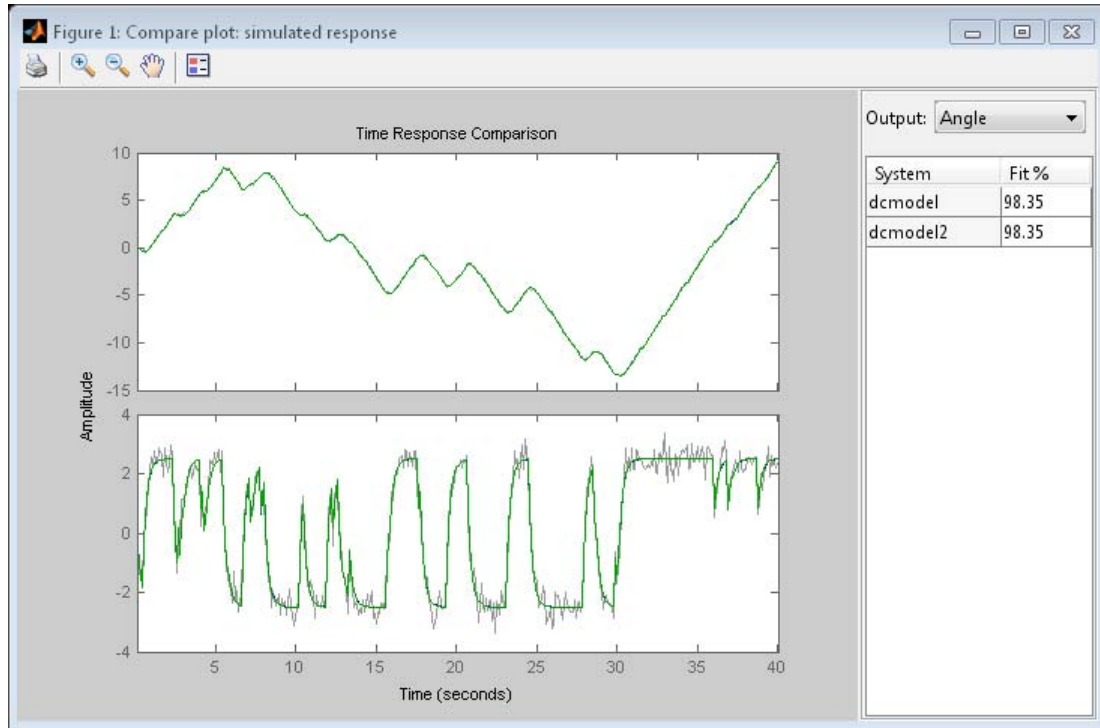 Figure 1: Compare plot: simulated response
Time Response Comparison
10
5
0
-5
-10
-15
Amplitude
4
2
0
-2
-4
5 10 15 20 25 30 35 40
Time (seconds)
Output: Angle
System Fit %
dcmodel 98.35
dcmodel2 98.35